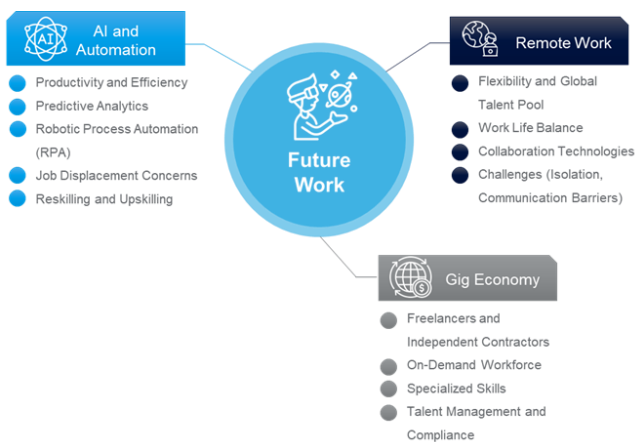 AI
AI and
Automation
Productivity and Efficiency
Predictive Analytics
Robotic Process Automation
(RPA)
Job Displacement Concerns
Reskilling and Upskilling
Future
Work
Remote Work
Flexibility and Global
Talent Pool
Work Life Balance
Collaboration Technologies
Challenges (Isolation,
Communication Barriers)
$
Gig Economy
Freelancers and
Independent Contractors
On-Demand Workforce
Specialized Skills
Talent Management and
Compliance